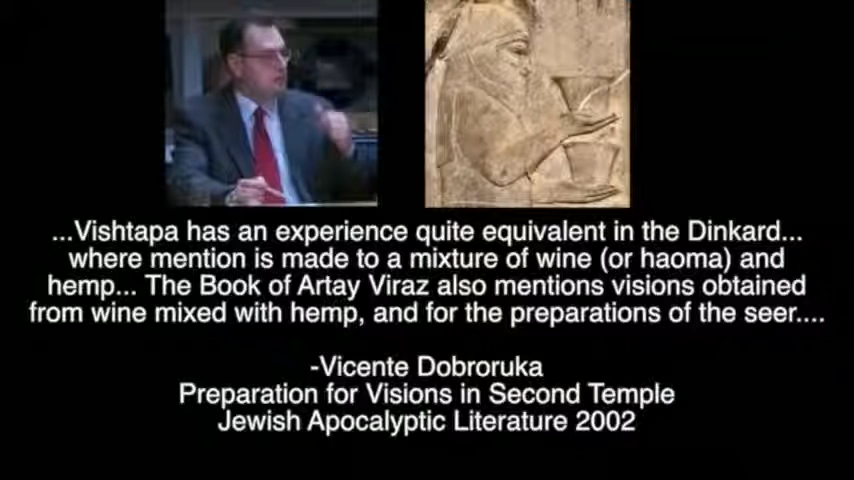 ...Vishtapa has an experience quite equivalent in the Dinkard...
where mention is made to a mixture of wine (or haoma) and
hemp... The Book of Artay Viraz also mentions visions obtained
from wine mixed with hemp, and for the preparations of the seer....
-Vicente Dobroruka
Preparation for Visions in Second Temple
Jewish Apocalyptic Literature 2002